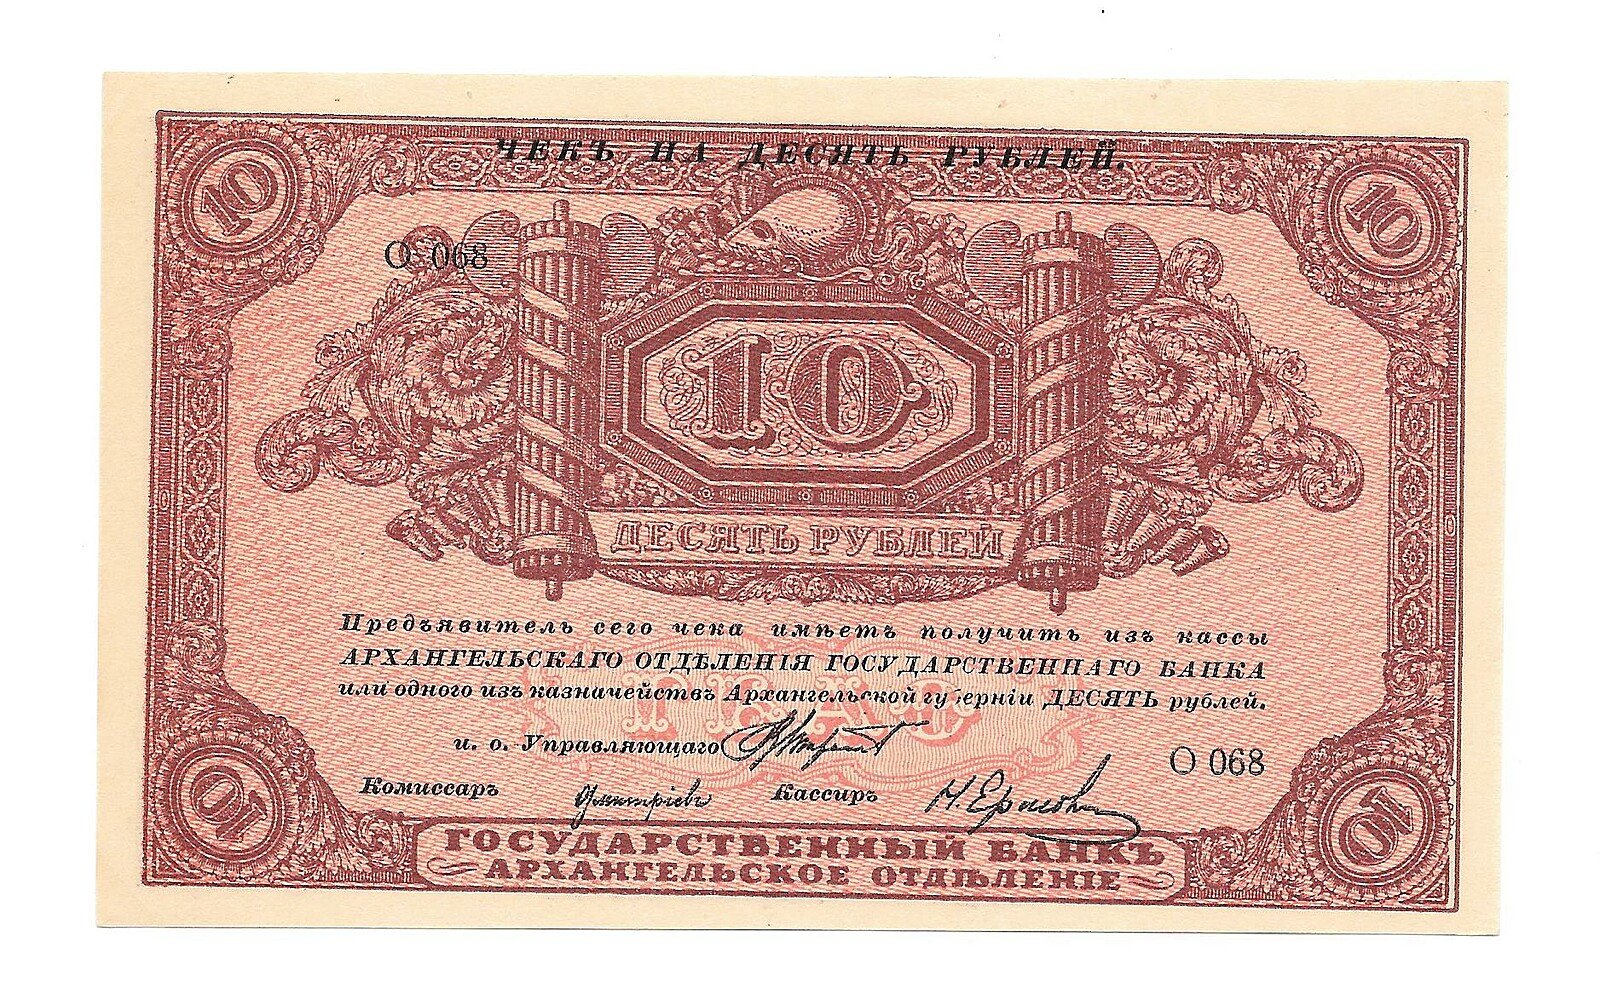 ЧЕКЪ НА ДЕСЯТЬ РУБЛЕЙ.
10 10
О 068
10
ДЕСЯТЬ РУБЛЕЙ
Предъявитель сего чека имѣетъ получить изъ кассы
АРХАНГЕЛЬСКАГО ОТДѢЛЕНІЯ ГОСУДАРСТВЕННАГО БАНКА
или одного изъ казначействъ Архангельской губерніи ДЕСЯТЬ рублей.
и. о. Управляющаго
О 068
Комиссаръ Дмитріевъ Кассиръ Н. Ермолов
10 10
ГОСУДАРСТВЕННЫЙ БАНКЪ
АРХАНГЕЛЬСКОЕ ОТДѢЛЕНІЕ